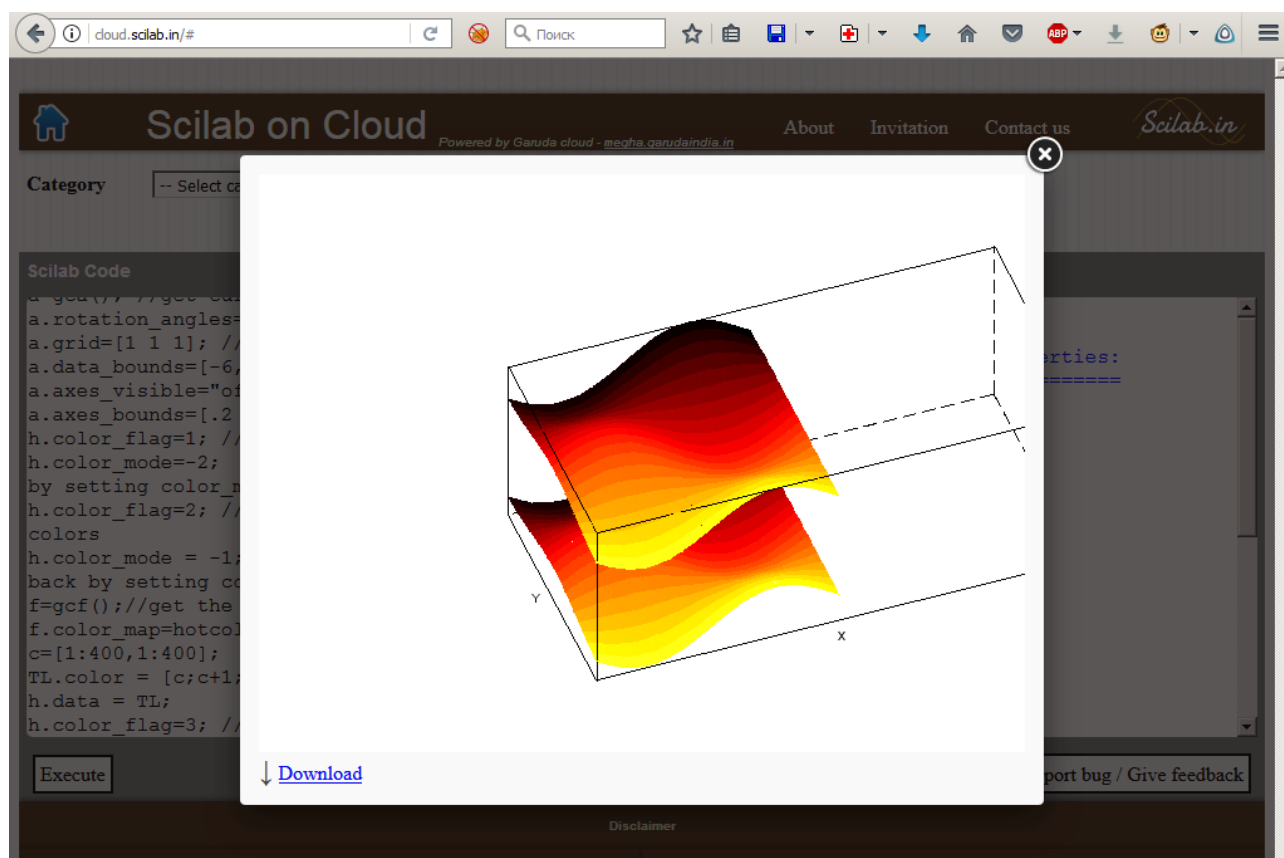 cloud.scilab.in/#
Поиск
ABP
Scilab on Cloud
Powered by Garuda cloud - megha.garudaindia.in
About Invitation Contact us
Scilab.in
Category
-- Select ca
Scilab Code
a.rotation_angles=
a.grid=[1 1 1]; //
a.data_bounds=[-6,
a.axes_visible="of
a.axes_bounds=[.2
h.color_flag=1; //
h.color_mode=-2;
by setting color_m
h.color_flag=2; //
colors
h.color_mode = -1;
back by setting co
f=gcf();//get the
f.color_map=hotcol
c=[1:400,1:400];
TL.color = [c;c+1;
h.data = TL;
h.color_flag=3; //
erties:
=======
Y
X
Execute
Download
port bug / Give feedback
Disclaimer